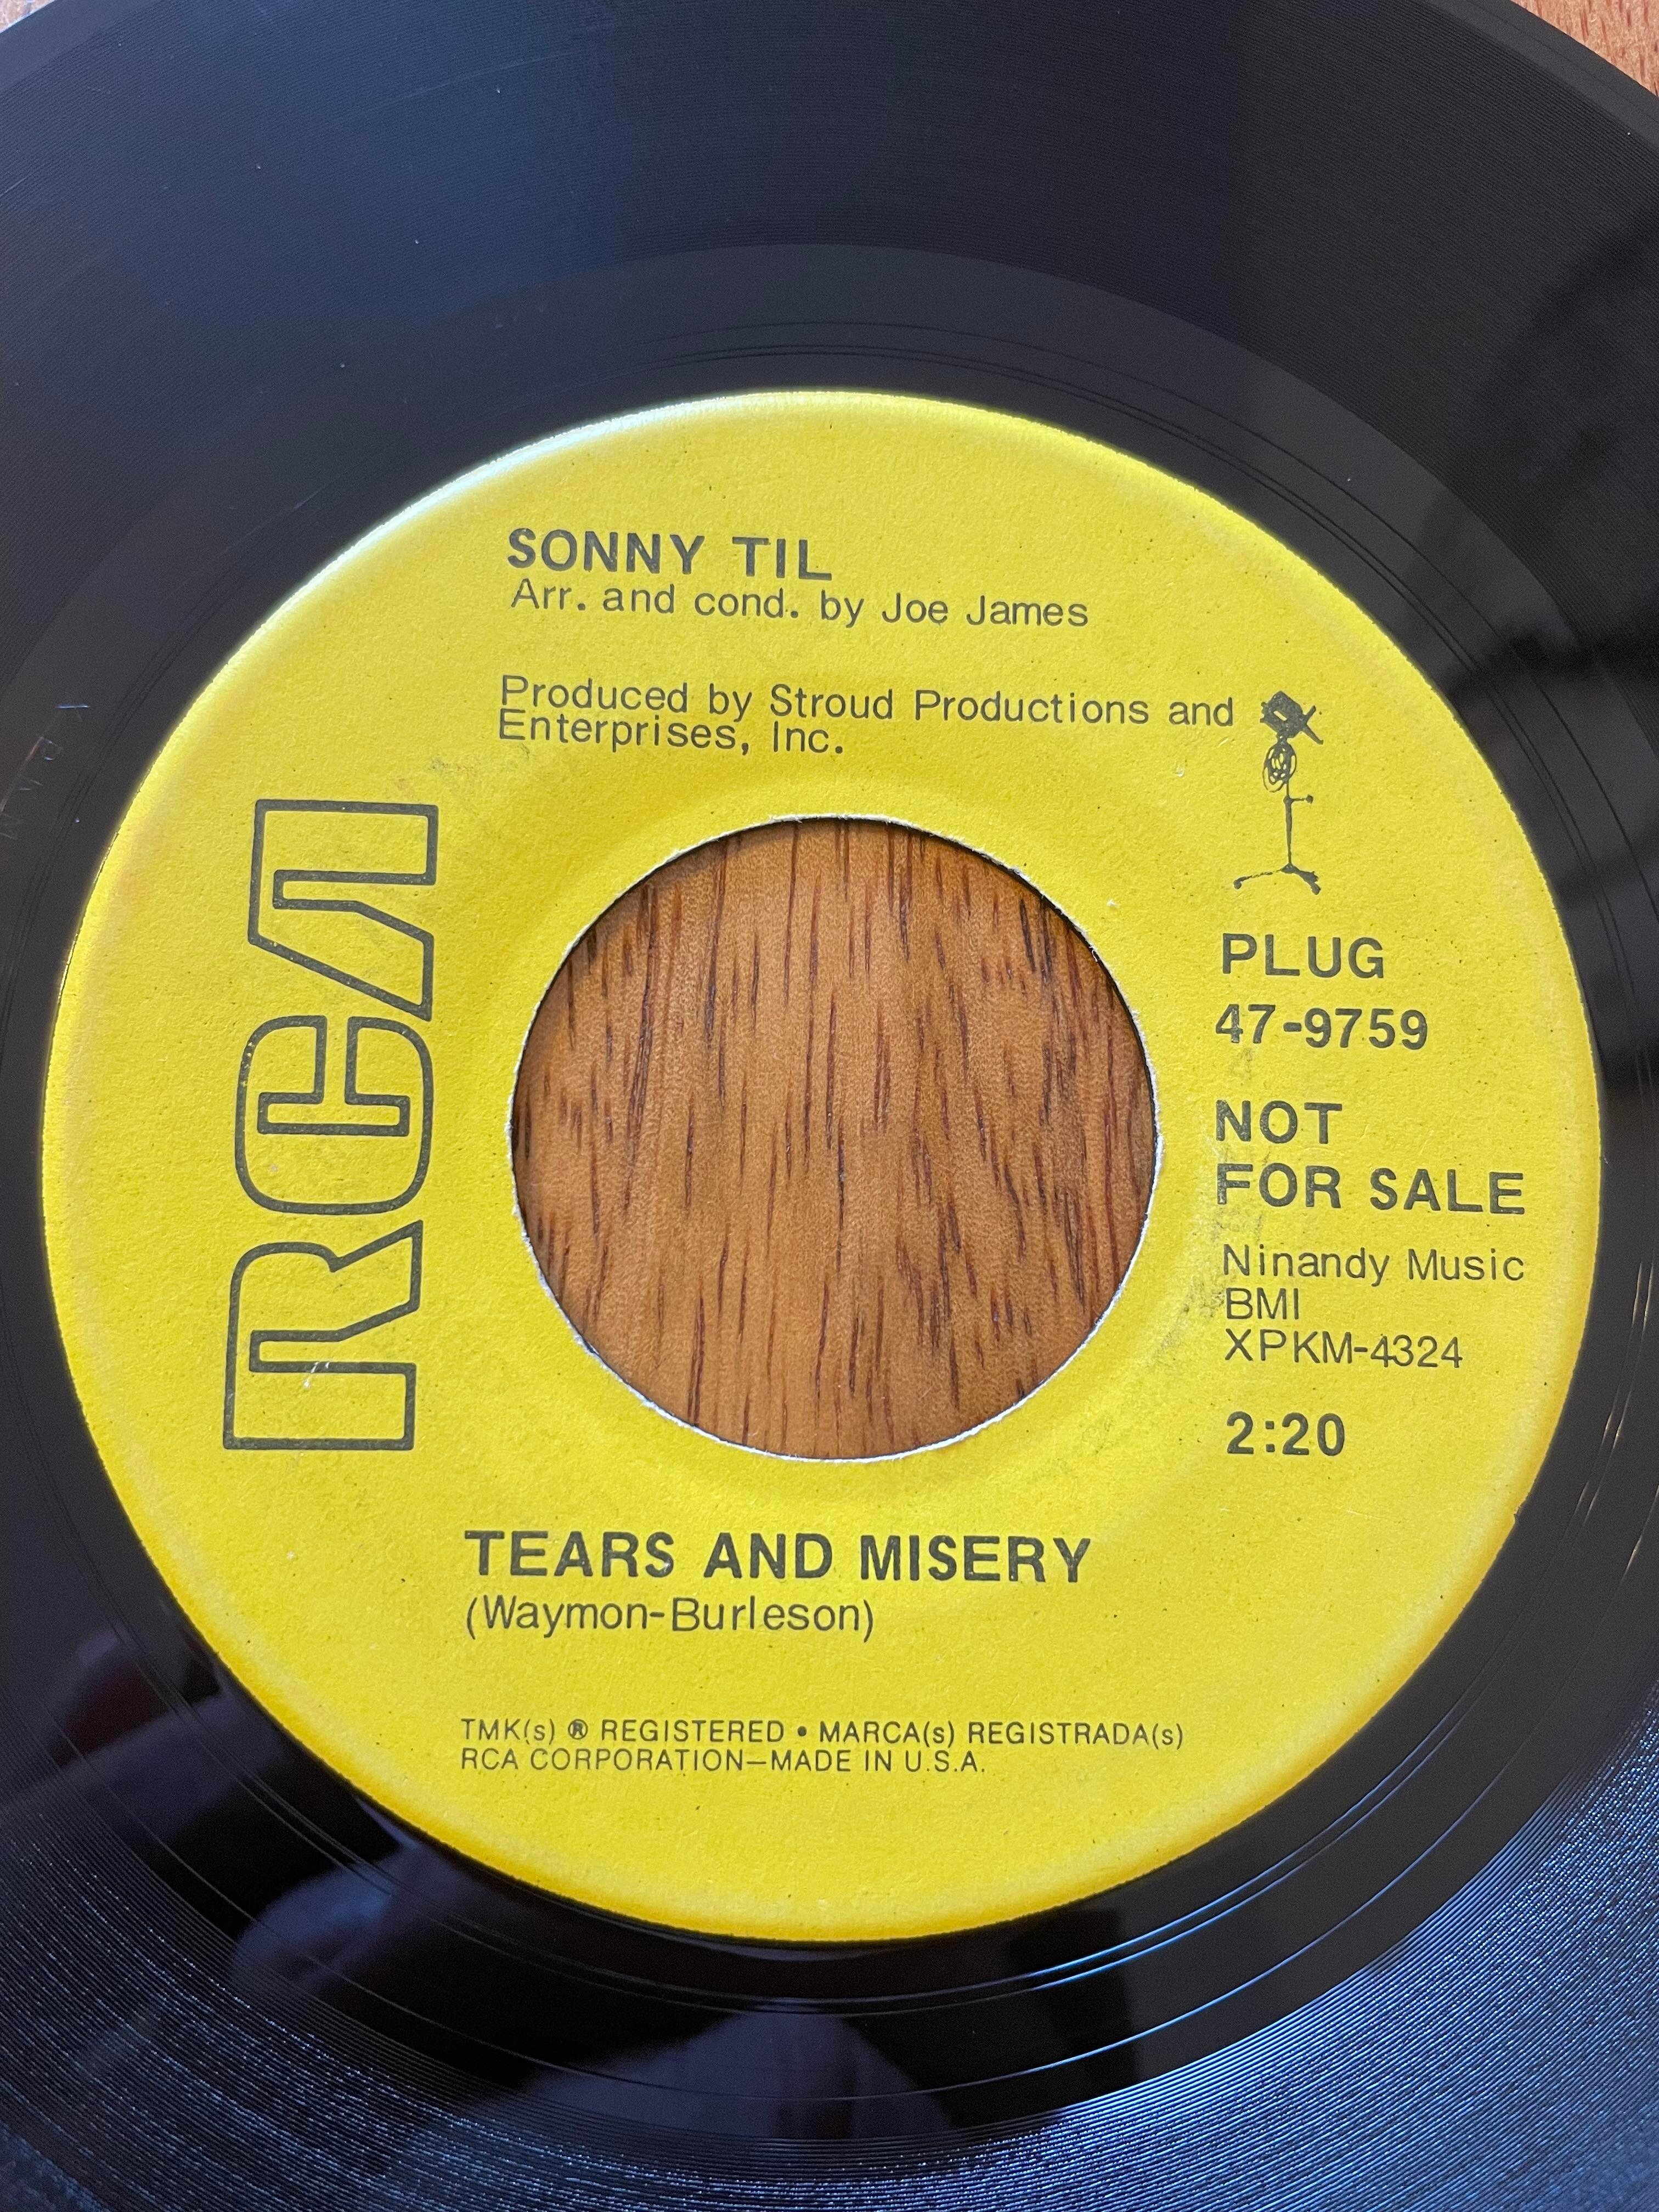 SONNY TIL
Arr. and cond. by Joe James
Produced by Stroud Productions and
Enterprises, Inc.
RCA
PLUG
47-9759
NOT
FOR SALE
Ninandy Music
BMI
XPKM-4324
2:20
TEARS AND MISERY
(Waymon-Burleson)
TMK(s) ® REGISTERED • MARCA(s) REGISTRADA(s)
RCA CORPORATION—MADE IN U.S.A.